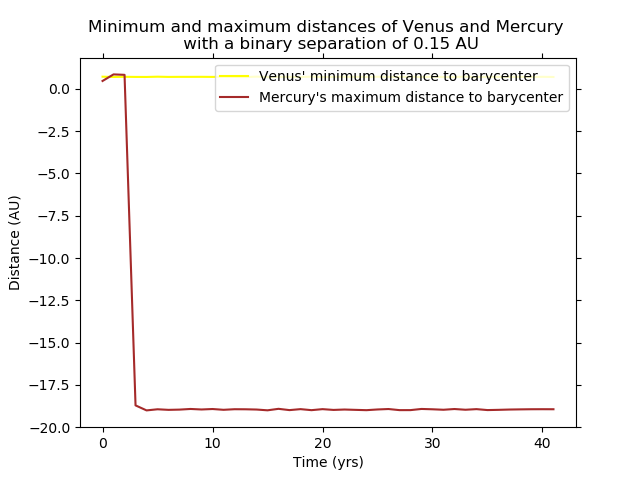 Minimum and maximum distances of Venus and Mercury
with a binary separation of 0.15 AU
Venus' minimum distance to barycenter
Mercury's maximum distance to barycenter
Distance (AU)
0.0
−2.5
−5.0
−7.5
−10.0
−12.5
−15.0
−17.5
−20.0
0
10
20
30
40
Time (yrs)